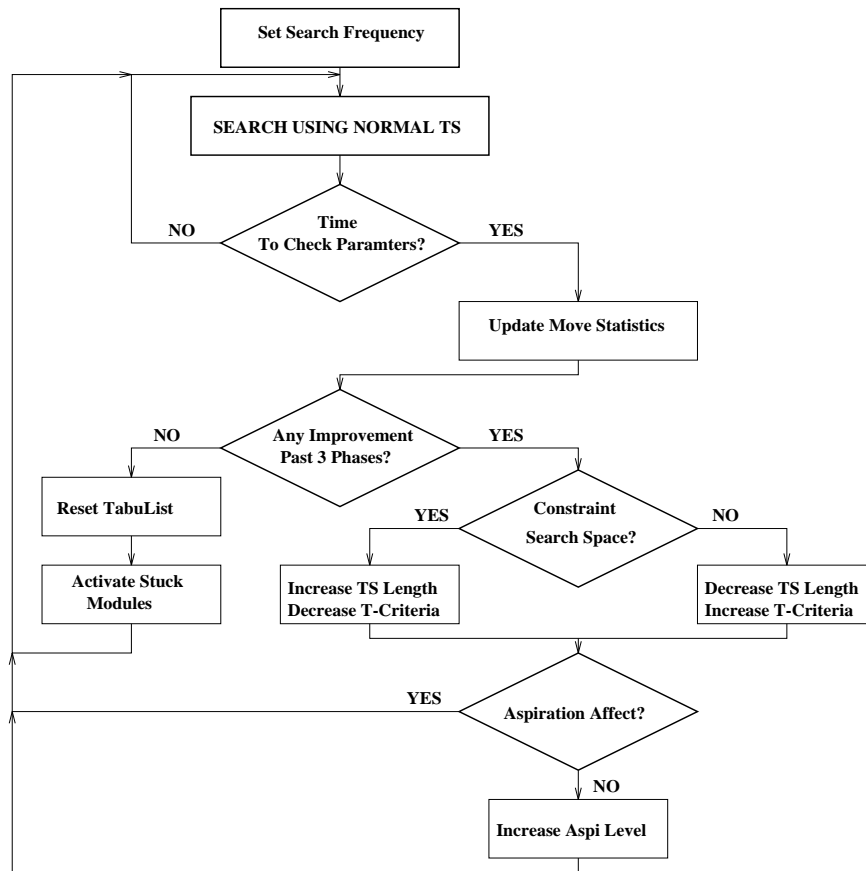 Set Search Frequency
SEARCH USING NORMAL TS
Time
To Check Paramters?
NO
YES
Update Move Statistics
Any Improvement
Past 3 Phases?
NO
YES
Reset TabuList
Constraint
Search Space?
YES
NO
Activate Stuck
Modules
Increase TS Length
Decrease T-Criteria
Decrease TS Length
Increase T-Criteria
YES
Aspiration Affect?
NO
Increase Aspi Level